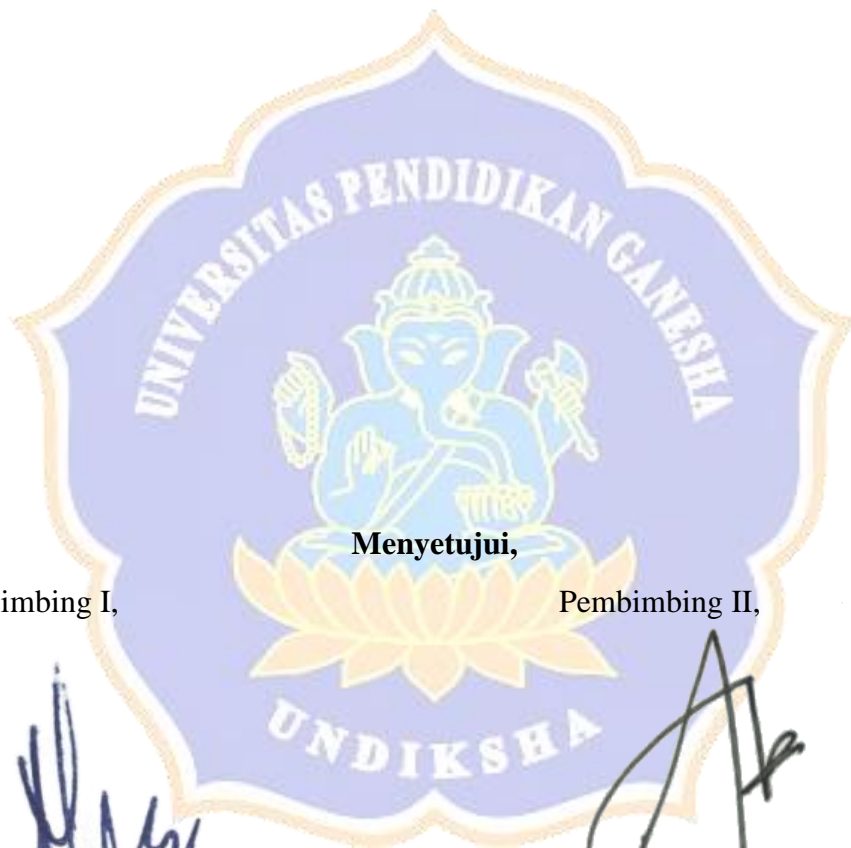 UNIVERSITAS PENDIDIKAN GANESHA
Menyetujui,
imbing I,
Pembimbing II,
UNDIKSHA